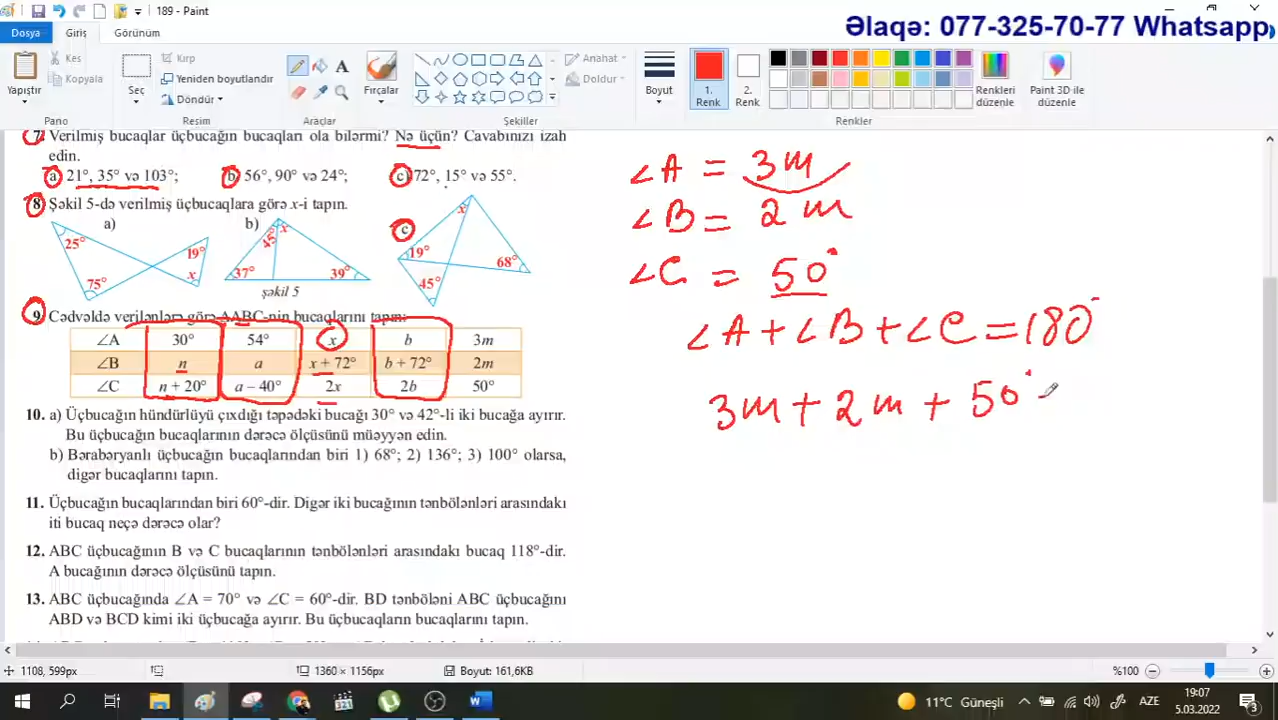 189 - Paint
Əlaqə: 077-325-70-77 Whatsapp
Dosya Giriş Görünüm
Yapıştır
Kes
Kopyala
Pano
Seç
Kırp
Yeniden boyutlandır
Döndür
Resim
A
Araçlar
Fırçalar
Şekiller
Anahat
Doldur
Boyut
1. Renk
2. Renk
Renkler
Renkleri düzenle
Paint 3D ile düzenle
7. Verilmiş bucaqlar üçbucağın bucaqları ola bilərmi? Nə üçün? Cavabınızı izah
edin.
a) 21°, 35° və 103°; b) 56°, 90° və 24°; c) 72°, 15° və 55°.
8. Şəkil 5-də verilmiş üçbucaqlara görə x-i tapın.
a) 25° 75° 19° x
b) 45° x 37° 39°
c x 19° 68° 45°
şəkil 5
9. Cədvəldə verilənlərə görə ΔABC-nin bucaqlarını tapın:
∠A 30° 54° x b 3m
∠B n a x + 72° b + 72° 2m
∠C n + 20° a – 40° 2x 2b 50°
10. a) Üçbucağın hündürlüyü çıxdığı təpədəki bucağı 30° və 42°-li iki bucağa ayırır.
Bu üçbucağın bucaqlarının dərəcə ölçüsünü müəyyən edin.
b) Bərabəryanlı üçbucağın bucaqlarından biri 1) 68°; 2) 136°; 3) 100° olarsa,
digər bucaqlarını tapın.
11. Üçbucağın bucaqlarından biri 60°-dir. Digər iki bucağının tənbölənləri arasındakı
iti bucaq neçə dərəcə olar?
12. ABC üçbucağının B və C bucaqlarının tənbölənləri arasındakı bucaq 118°-dir.
A bucağının dərəcə ölçüsünü tapın.
13. ABC üçbucağında ∠A = 70° və ∠C = 60°-dir. BD tənböləni ABC üçbucağını
ABD və BCD kimi iki üçbucağa ayırır. Bu üçbucaqların bucaqlarını tapın.
∠A = 3m
∠B = 2m
∠C = 50°
∠A + ∠B + ∠C = 180°
3m + 2m + 50°
1108, 599px
1360 × 1156px
Boyut: 161,6KB
%100
11°C Güneşli
AZE
19:07
5.03.2022
3